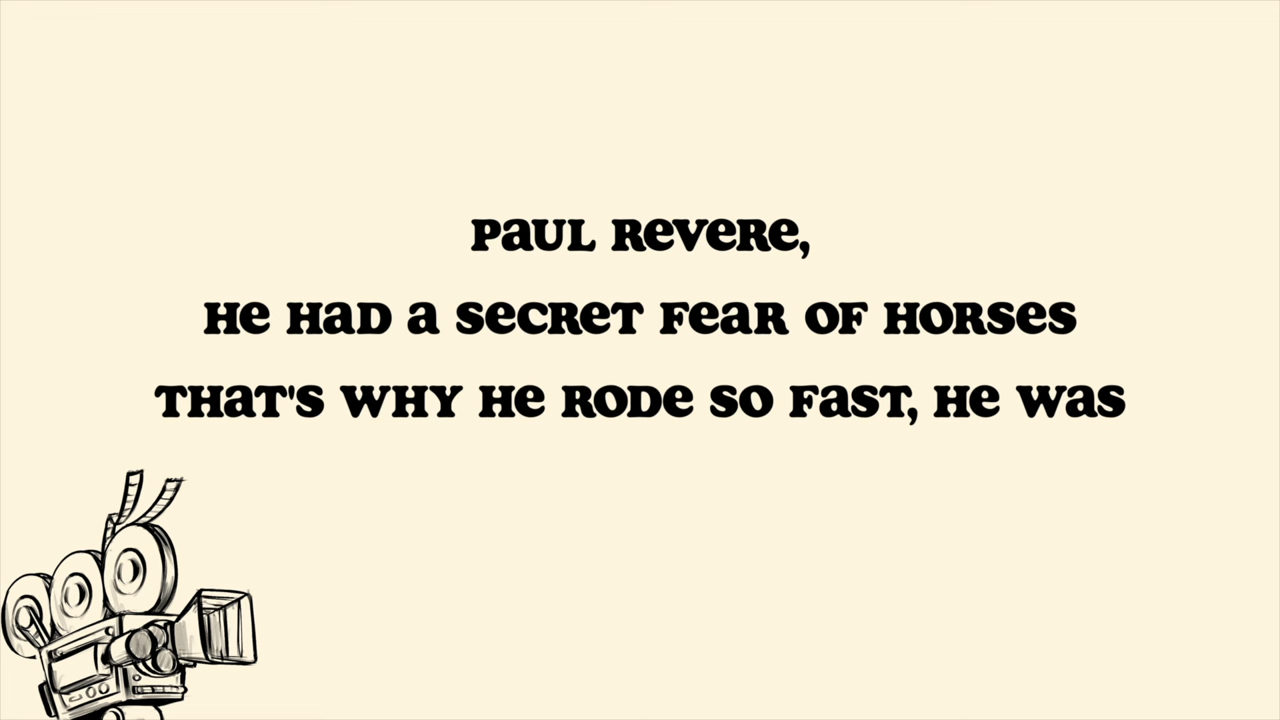 PAUL REVERE,
HE HAD A SECRET FEAR OF HORSES
THAT'S WHY HE RODE SO FAST, HE WAS